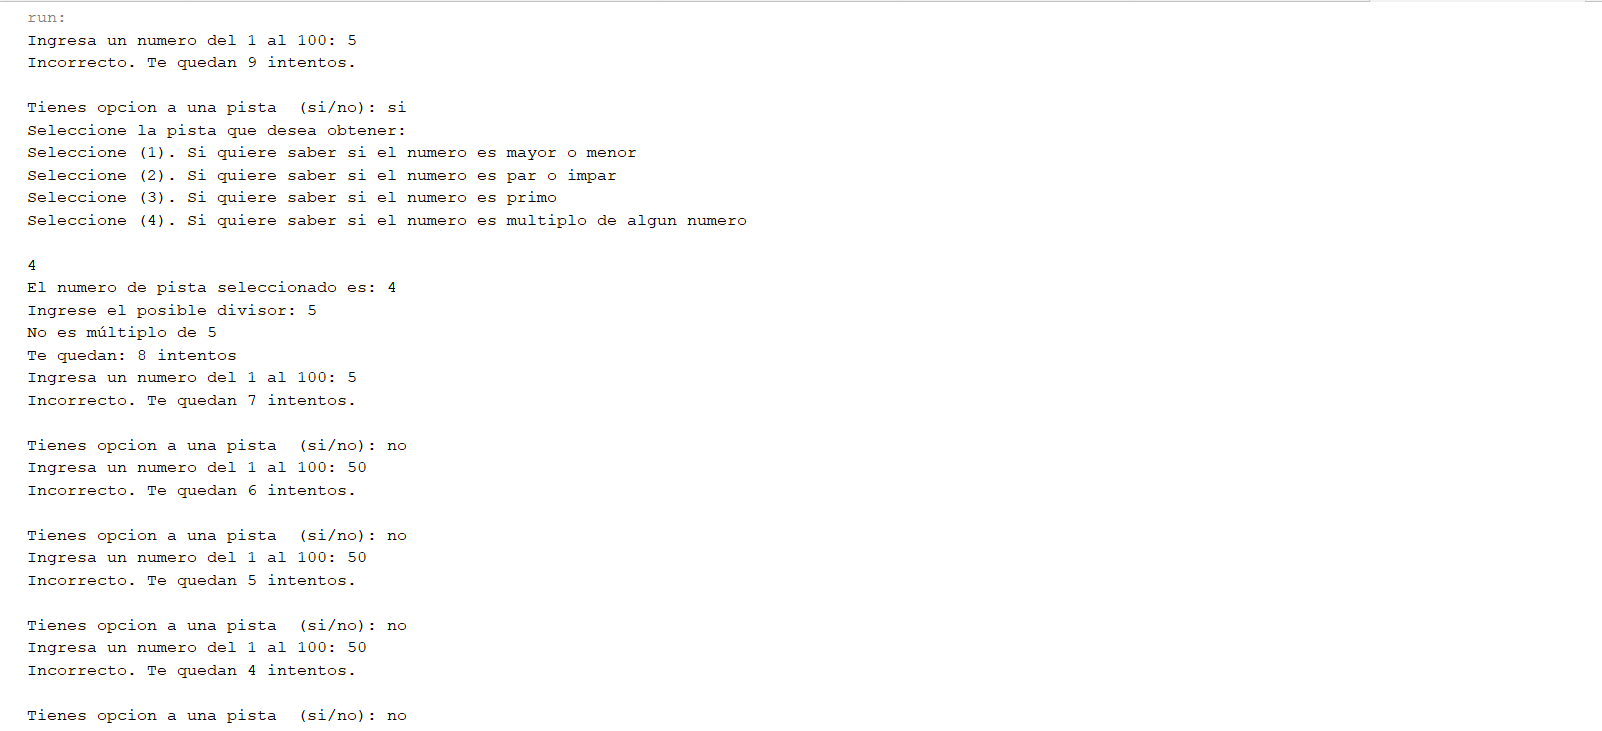 run:
Ingresa un numero del 1 al 100: 5
Incorrecto. Te quedan 9 intentos.
Tienes opcion a una pista  (si/no): si
Seleccione la pista que desea obtener:
Seleccione (1). Si quiere saber si el numero es mayor o menor
Seleccione (2). Si quiere saber si el numero es par o impar
Seleccione (3). Si quiere saber si el numero es primo
Seleccione (4). Si quiere saber si el numero es multiplo de algun numero
4
El numero de pista seleccionado es: 4
Ingrese el posible divisor: 5
No es múltiplo de 5
Te quedan: 8 intentos
Ingresa un numero del 1 al 100: 5
Incorrecto. Te quedan 7 intentos.
Tienes opcion a una pista  (si/no): no
Ingresa un numero del 1 al 100: 50
Incorrecto. Te quedan 6 intentos.
Tienes opcion a una pista  (si/no): no
Ingresa un numero del 1 al 100: 50
Incorrecto. Te quedan 5 intentos.
Tienes opcion a una pista  (si/no): no
Ingresa un numero del 1 al 100: 50
Incorrecto. Te quedan 4 intentos.
Tienes opcion a una pista  (si/no): no